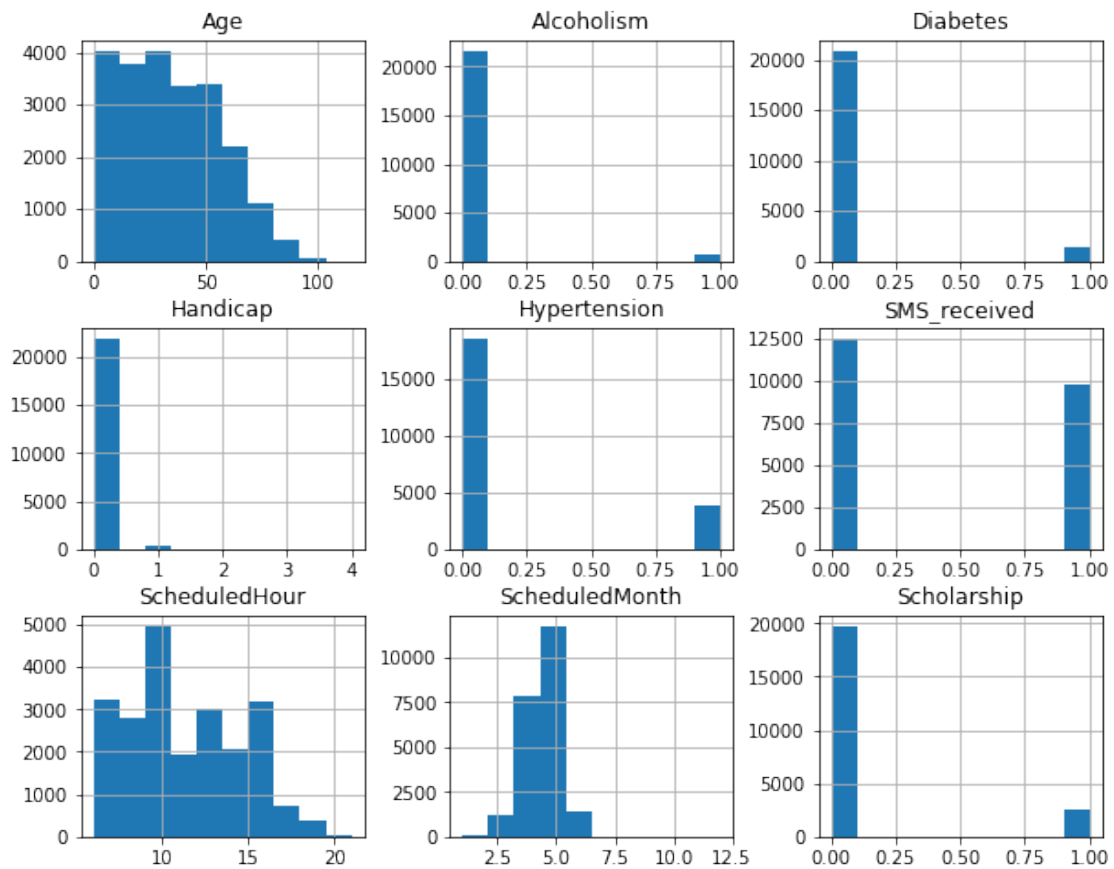 Age Alcoholism Diabetes
4000 20000 20000
3000 15000 15000
2000 10000 10000
1000 5000 5000
0 0 0
0 50 100 0.00 0.25 0.50 0.75 1.00 0.00 0.25 0.50 0.75 1.00
Handicap Hypertension SMS_received
20000 15000 12500
15000 10000 10000
10000 5000 7500
5000 0 5000
0 2500
0
0 1 2 3 4 0.00 0.25 0.50 0.75 1.00 0.00 0.25 0.50 0.75 1.00
ScheduledHour ScheduledMonth Scholarship
5000 10000 20000
4000 7500 15000
3000 5000 10000
2000 2500 5000
1000 0 0
0
10 15 20 2.5 5.0 7.5 10.0 12.5 0.00 0.25 0.50 0.75 1.00